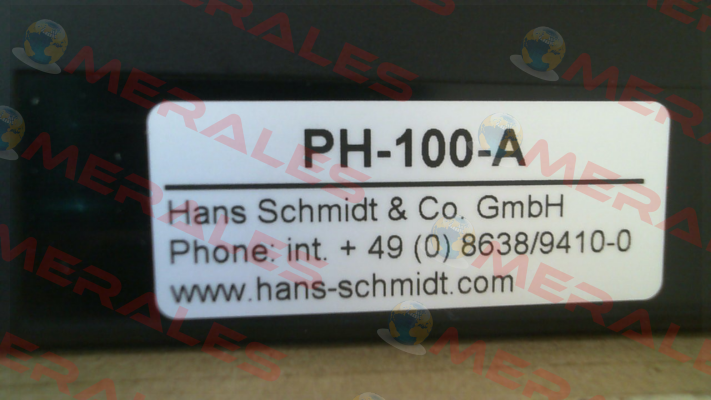 PH-100-A
Hans Schmidt & Co. GmbH
Phone: int. + 49 (0) 8638/9410-0
www.hans-schmidt.com
MERALES
MERALES
MERALES
MERALES
MERALES